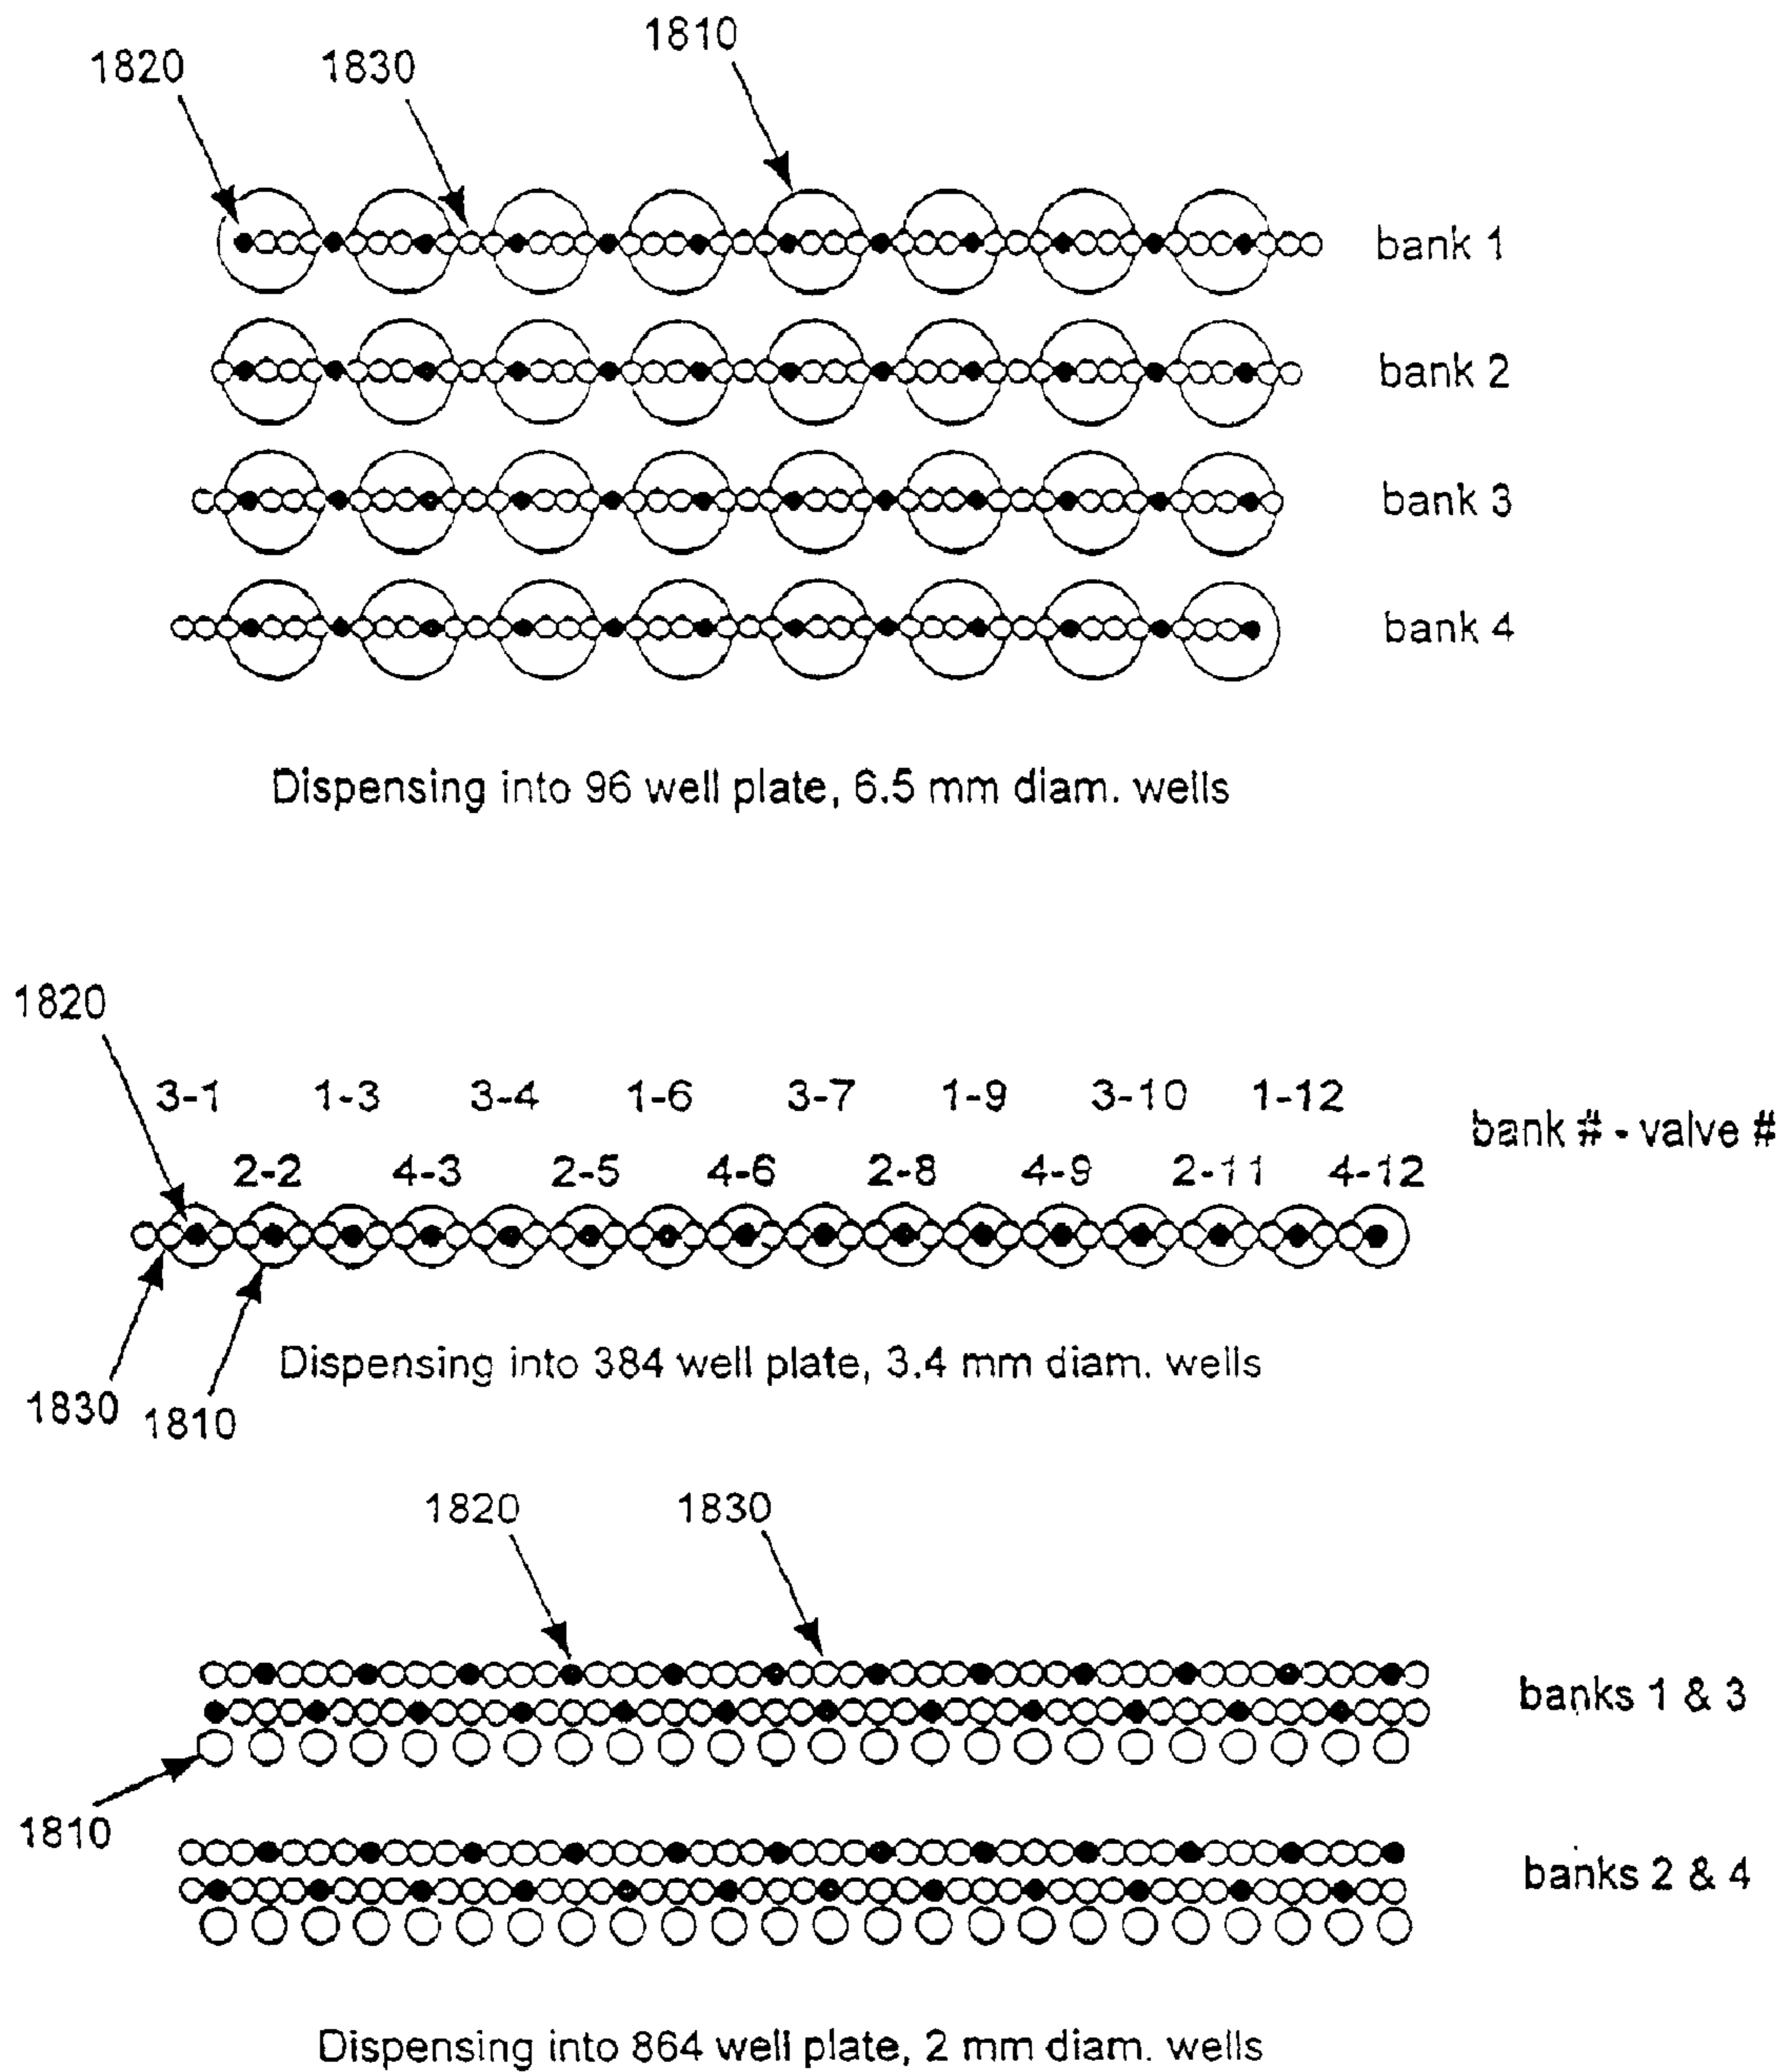 1810
1820 1830
bank 1
bank 2
bank 3
bank 4
Dispensing into 96 well plate, 6.5 mm diam. wells
1820
3-1 1-3 3-4 1-6 3-7 1-9 3-10 1-12
bank # - valve #
2-2 4-3 2-5 4-6 2-8 4-9 2-11 4-12
Dispensing into 384 well plate, 3.4 mm diam. wells
1830 1810
1820 1830
banks 1 & 3
1810
banks 2 & 4
Dispensing into 864 well plate, 2 mm diam. wells